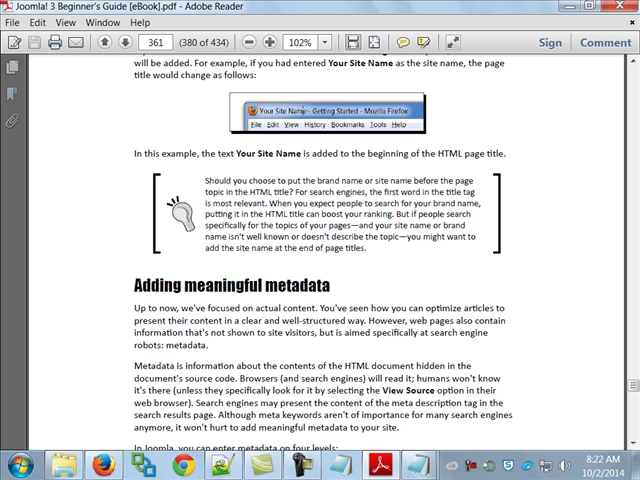 Joomla! 3 Beginner's Guide [eBook].pdf - Adobe Reader
File Edit View Window Help
361 (380 of 434) 102% Sign Comment
will be added. For example, if you had entered Your Site Name as the site name, the page
title would change as follows:
Your Site Name - Getting Started - Mozilla Firefox
File Edit View History Bookmarks Tools Help
In this example, the text Your Site Name is added to the beginning of the HTML page title.
Should you choose to put the brand name or site name before the page
topic in the HTML title? For search engines, the first word in the title tag
is most relevant. When you expect people to search for your brand name,
putting it in the HTML title can boost your ranking. But if people search
specifically for the topics of your pages—and your site name or brand
name isn't well known or doesn't describe the topic—you might want to
add the site name at the end of page titles.
Adding meaningful metadata
Up to now, we've focused on actual content. You've seen how you can optimize articles to
present their content in a clear and well-structured way. However, web pages also contain
information that's not shown to site visitors, but is aimed specifically at search engine
robots: metadata.
Metadata is information about the contents of the HTML document hidden in the
document's source code. Browsers (and search engines) will read it; humans won't know
it's there (unless they specifically look for it by selecting the View Source option in their
web browser). Search engines may present the content of the meta description tag in the
search results page. Although meta keywords aren't of importance for many search engines
anymore, it won't hurt to add meaningful metadata to your site.
In Joomla, you can enter metadata on four levels:
8:22 AM
10/2/2014